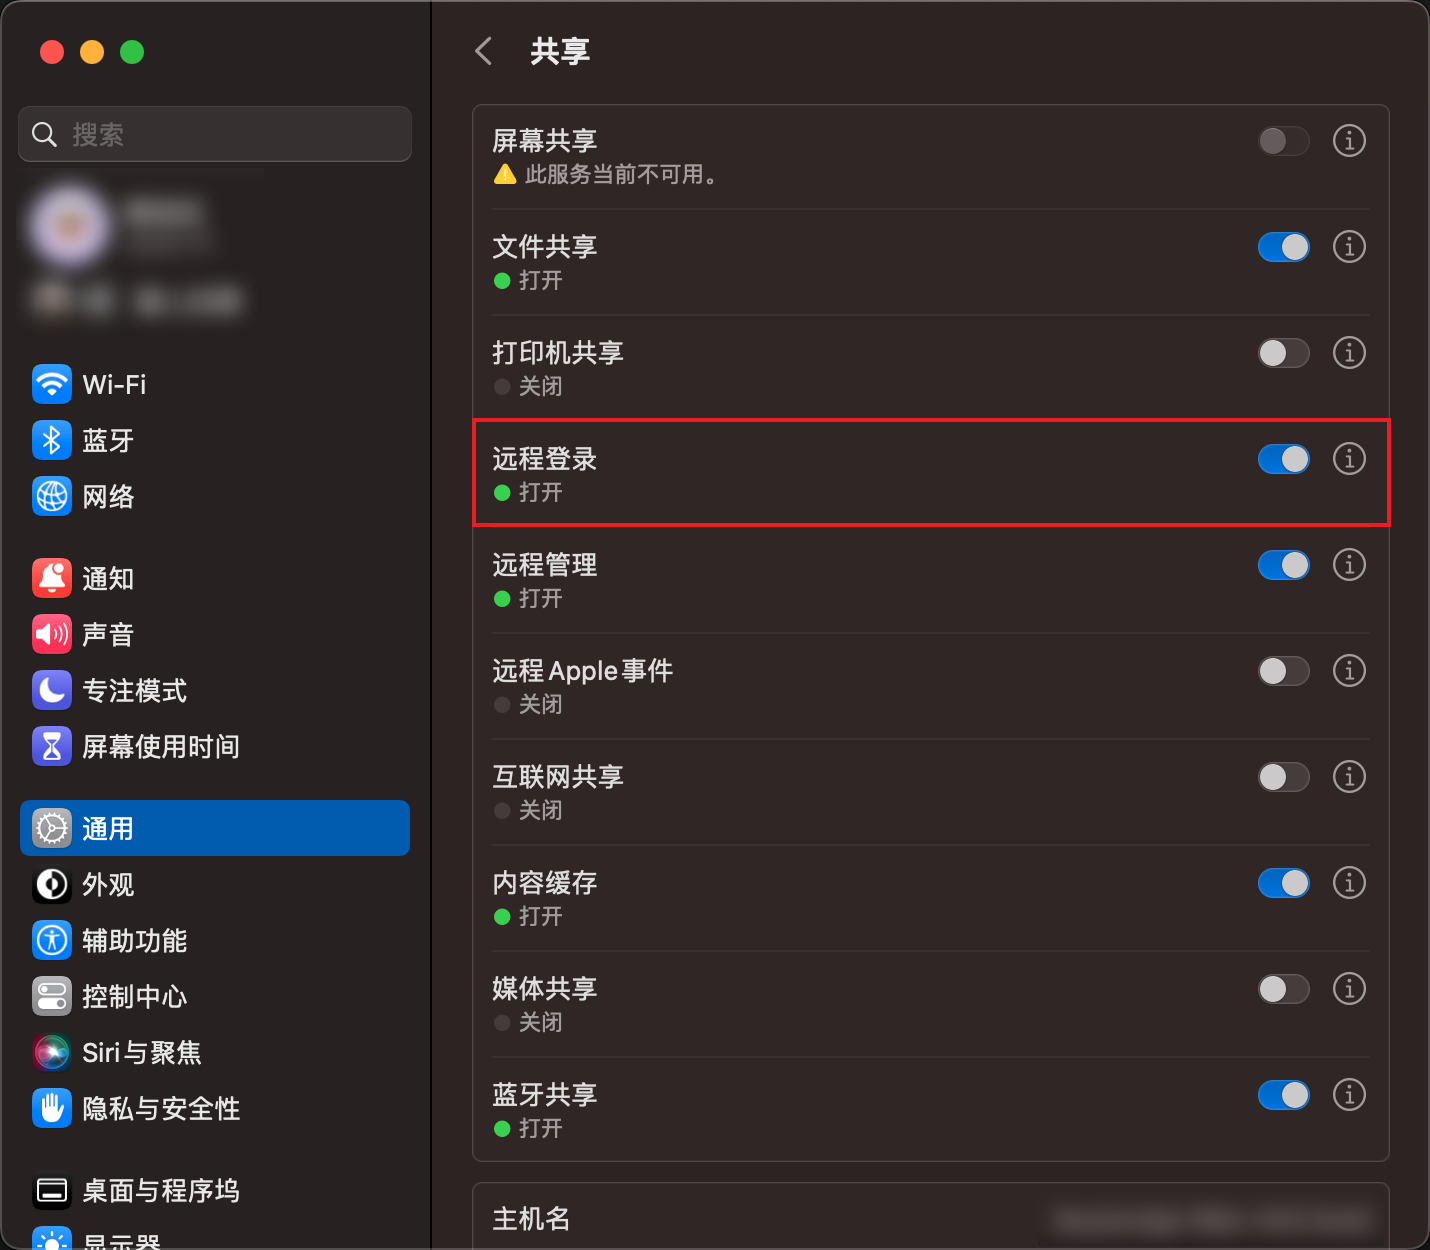 搜索
Wi-Fi
蓝牙
网络
通知
声音
专注模式
屏幕使用时间
通用
外观
辅助功能
控制中心
Siri与聚焦
隐私与安全性
桌面与程序坞
显示器
共享
屏幕共享
此服务当前不可用。
文件共享
打开
打印机共享
关闭
远程登录
打开
远程管理
打开
远程Apple事件
关闭
互联网共享
关闭
内容缓存
打开
媒体共享
关闭
蓝牙共享
打开
主机名